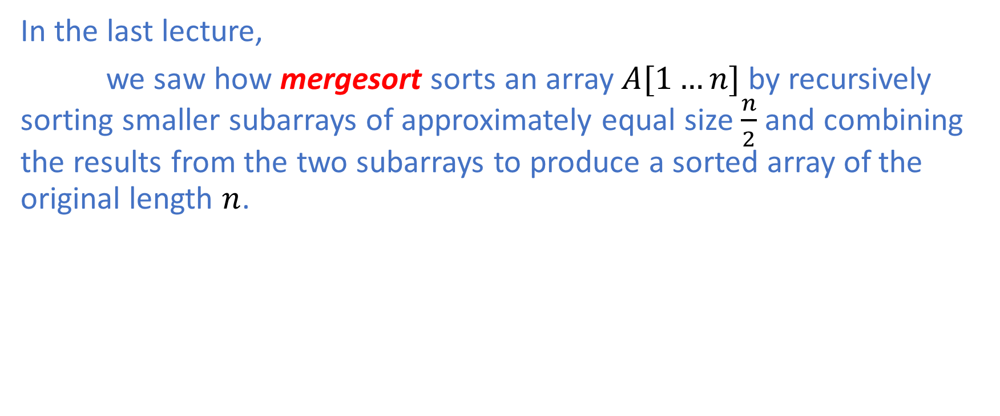 In the last lecture,
we saw how mergesort sorts an array A[1 … n] by recursively
sorting smaller subarrays of approximately equal size n/2 and combining
the results from the two subarrays to produce a sorted array of the
original length n.